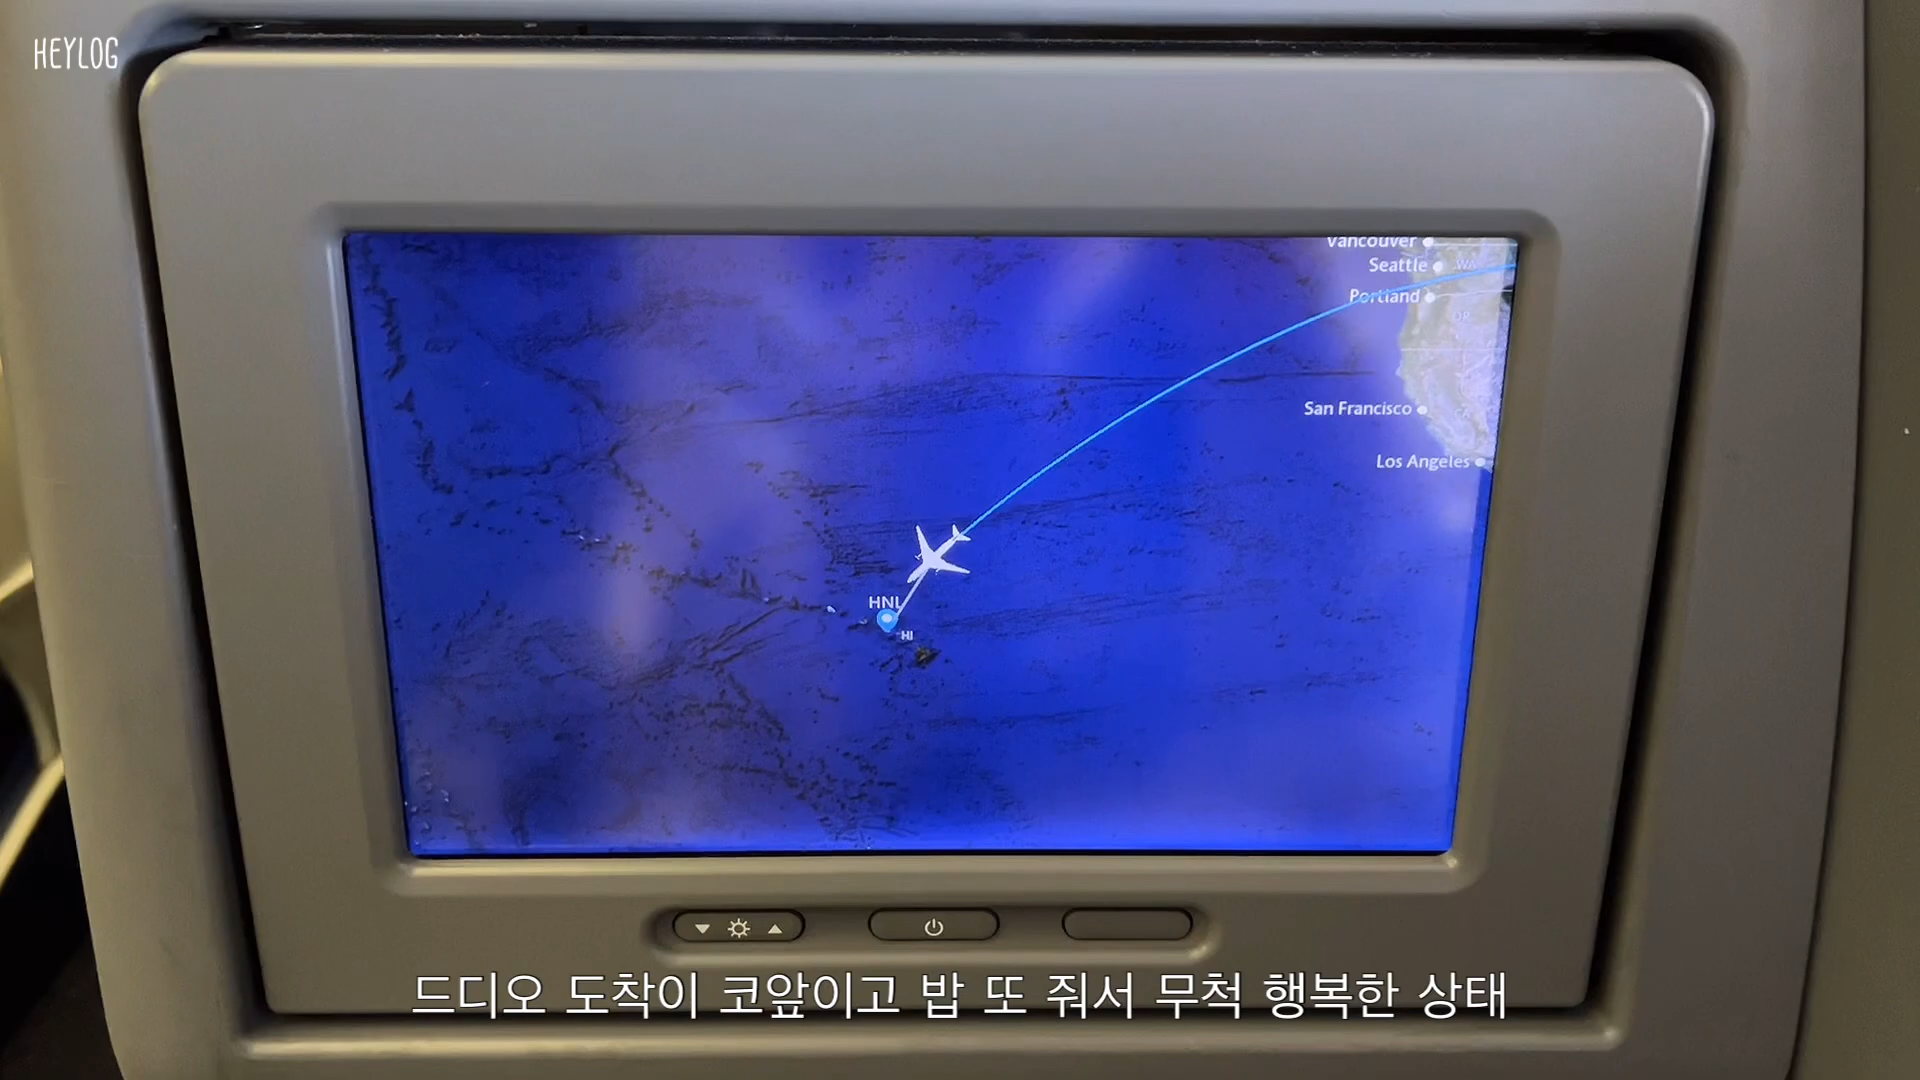 HEYLOG
Vancouver
Seattle
WA
Portland
OR
San Francisco
CA
Los Angeles
HNL
HI
드디오 도착이 코앞이고 밥 또 줘서 무척 행복한 상태